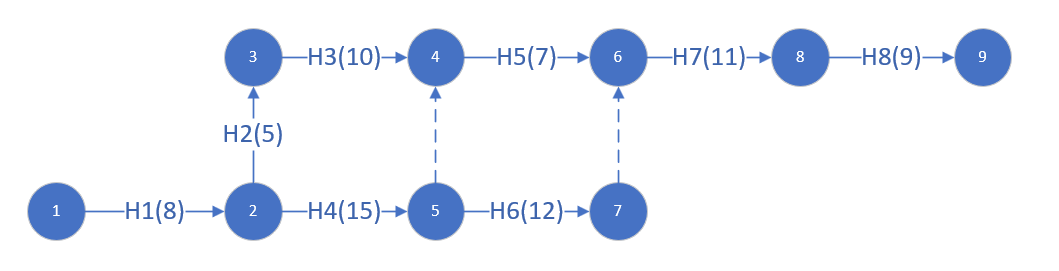 3 H3(10) 4 H5(7) 6 H7(11) 8 H8(9) 9
H2(5)
1 H1(8) 2 H4(15) 5 H6(12) 7